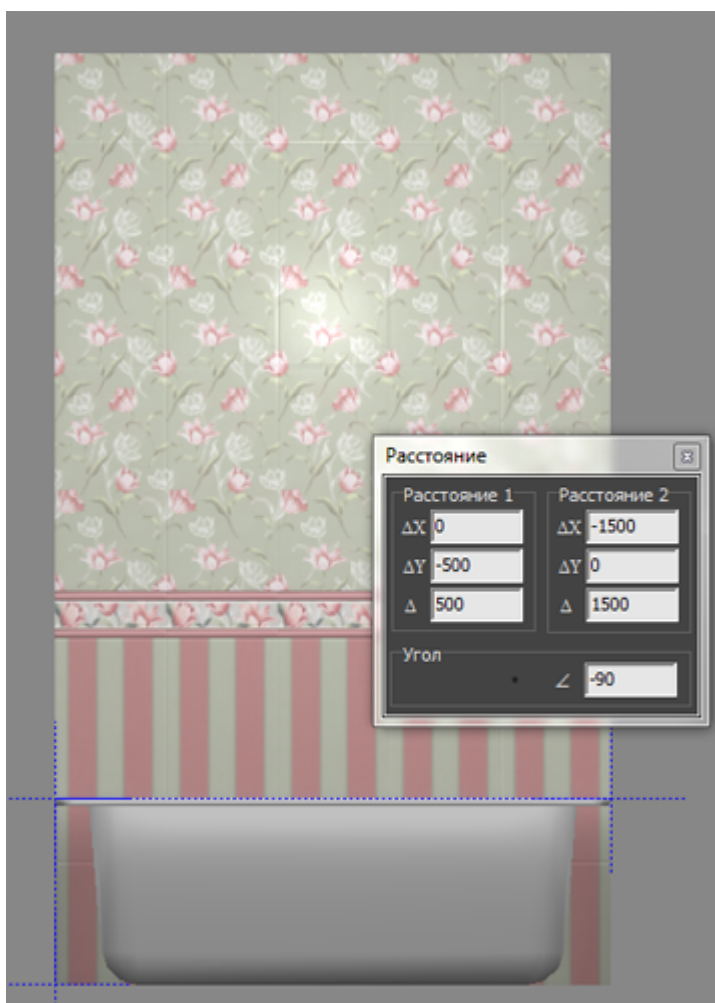 Расстояние
Расстояние 1 Расстояние 2
ΔX 0 ΔX -1500
ΔY -500 ΔY 0
Δ 500 Δ 1500
Угол
∠ -90